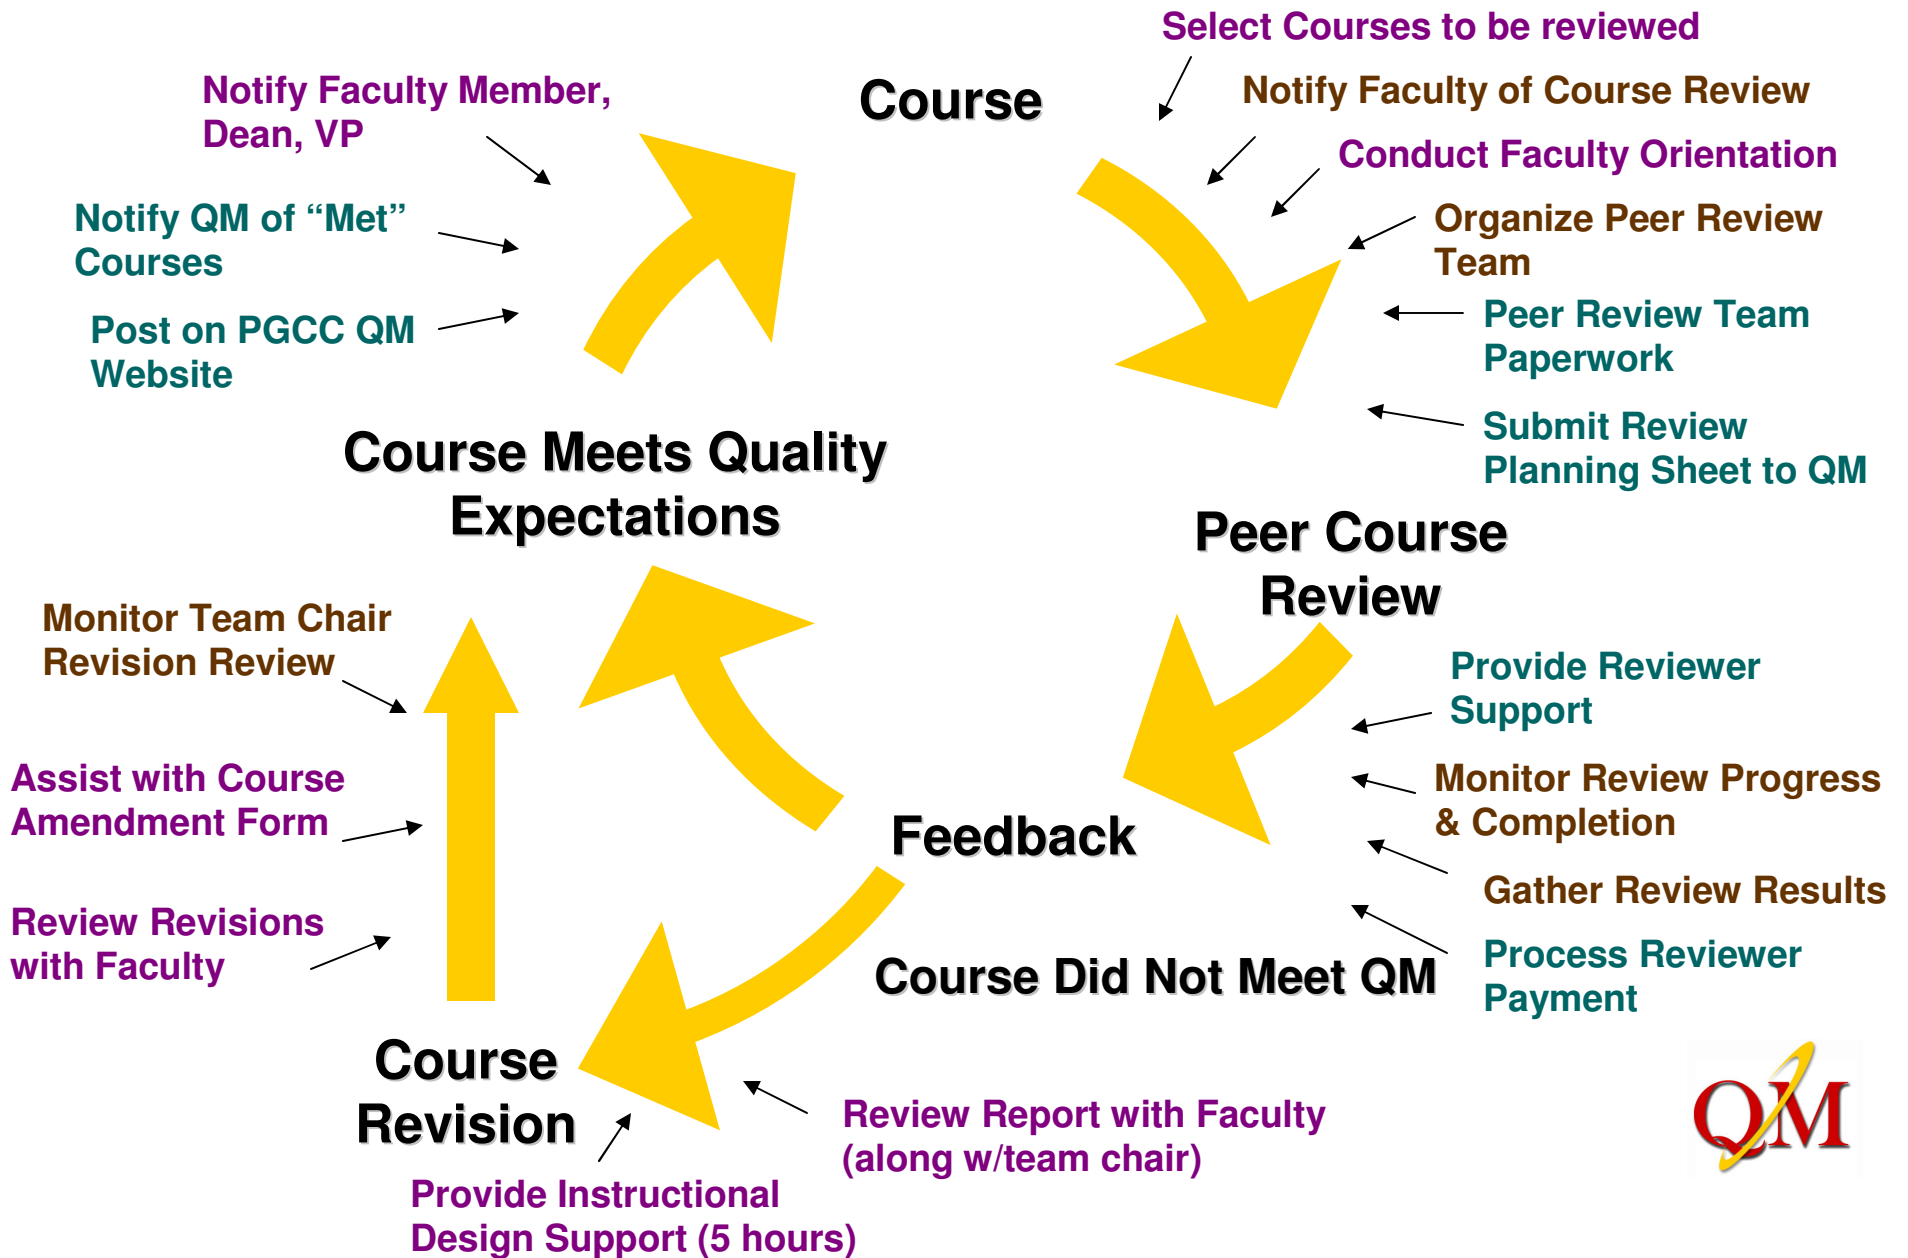 Select Courses to be reviewed
Course
Notify Faculty of Course Review
Conduct Faculty Orientation
Organize Peer Review
Team
Peer Review Team
Paperwork
Submit Review
Planning Sheet to QM
Peer Course
Review
Provide Reviewer
Support
Monitor Review Progress
& Completion
Gather Review Results
Process Reviewer
Payment
Feedback
Course Did Not Meet QM
Review Report with Faculty
(along w/team chair)
Provide Instructional
Design Support (5 hours)
Course
Revision
Review Revisions
with Faculty
Assist with Course
Amendment Form
Monitor Team Chair
Revision Review
Course Meets Quality
Expectations
Post on PGCC QM
Website
Notify QM of “Met”
Courses
Notify Faculty Member,
Dean, VP
QM